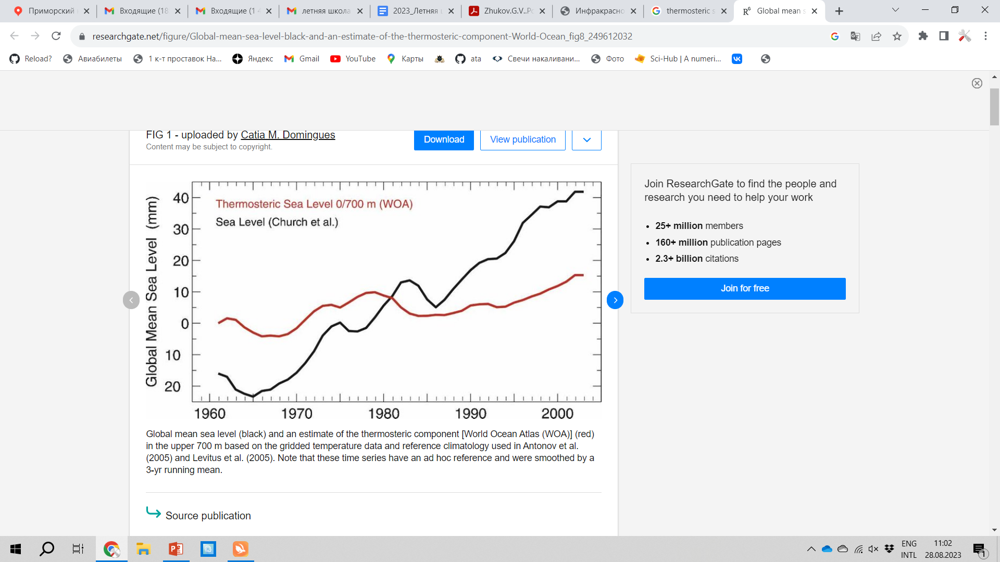 Приморский
Входящие (18
Входящие (1 4
летняя школа
2023_Летняя
Zhukov.G.V..Po
Инфракрасно
thermosteric s
Global mean s
researchgate.net/figure/Global-mean-sea-level-black-and-an-estimate-of-the-thermosteric-component-World-Ocean_fig8_249612032
Reload?
Авиабилеты
1 к-т проставок На...
Яндекс
Gmail
YouTube
Карты
ata
Свечи накаливани...
Фото
Sci-Hub | A numeri...
FIG 1 - uploaded by Catia M. Domingues
Content may be subject to copyright.
Download
View publication
Thermosteric Sea Level 0/700 m (WOA)
Sea Level (Church et al.)
Global Mean Sea Level (mm)
40
30
20
10
0
10
20
1960 1970 1980 1990 2000
Global mean sea level (black) and an estimate of the thermosteric component [World Ocean Atlas (WOA)] (red)
in the upper 700 m based on the gridded temperature data and reference climatology used in Antonov et al.
(2005) and Levitus et al. (2005). Note that these time series have an ad hoc reference and were smoothed by a
3-yr running mean.
Source publication
Join ResearchGate to find the people and
research you need to help your work
25+ million members
160+ million publication pages
2.3+ billion citations
Join for free
ENG
INTL
11:02
28.08.2023
1